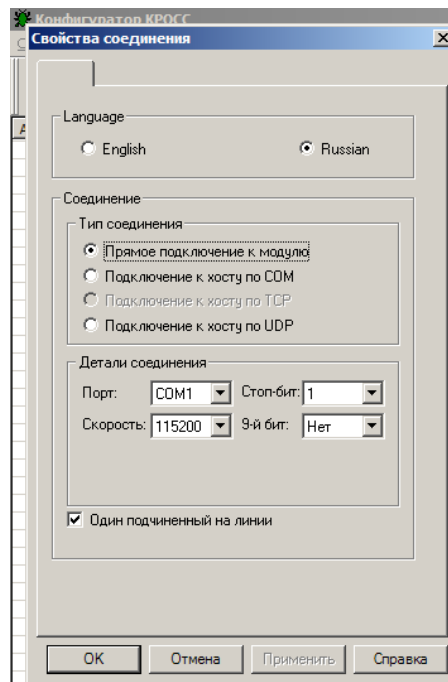 Конфигуратор КРОСС
Свойства соединения
Language
English
Russian
Соединение
Тип соединения
Прямое подключение к модулю
Подключение к хосту по COM
Подключение к хосту по TCP
Подключение к хосту по UDP
Детали соединения
Порт: COM1 Стоп-бит: 1
Скорость: 115200 9-й бит: Нет
Один подчиненный на линии
OK Отмена Применить Справка